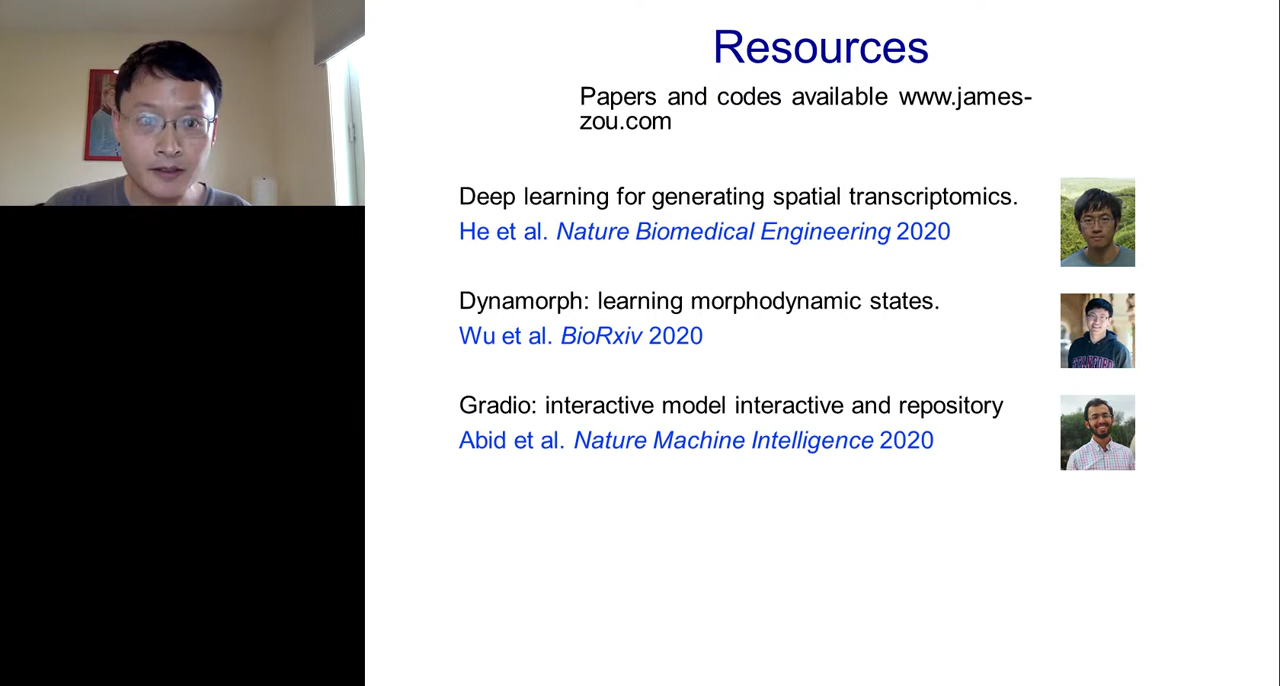 Resources
Papers and codes available www.james-
zou.com
Deep learning for generating spatial transcriptomics.
He et al. Nature Biomedical Engineering 2020
Dynamorph: learning morphodynamic states.
Wu et al. BioRxiv 2020
Gradio: interactive model interactive and repository
Abid et al. Nature Machine Intelligence 2020